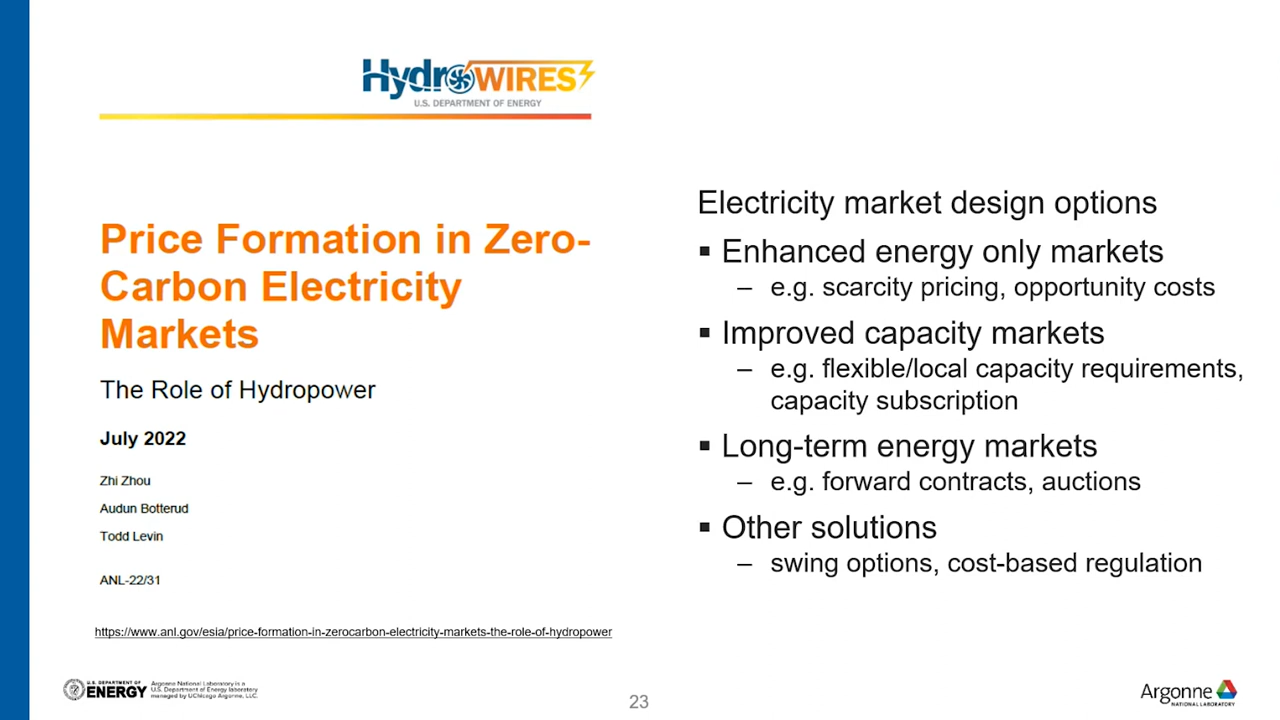 HydroWIRES
U.S. DEPARTMENT OF ENERGY
Price Formation in Zero-
Carbon Electricity
Markets
The Role of Hydropower
July 2022
Zhi Zhou
Audun Botterud
Todd Levin
ANL-22/31
https://www.anl.gov/esia/price-formation-in-zerocarbon-electricity-markets-the-role-of-hydropower
Electricity market design options
▪ Enhanced energy only markets
– e.g. scarcity pricing, opportunity costs
▪ Improved capacity markets
– e.g. flexible/local capacity requirements,
capacity subscription
▪ Long-term energy markets
– e.g. forward contracts, auctions
▪ Other solutions
– swing options, cost-based regulation
U.S. DEPARTMENT OF
ENERGY
Argonne National Laboratory is a
U.S. Department of Energy laboratory
managed by UChicago Argonne, LLC.
23
Argonne
NATIONAL LABORATORY